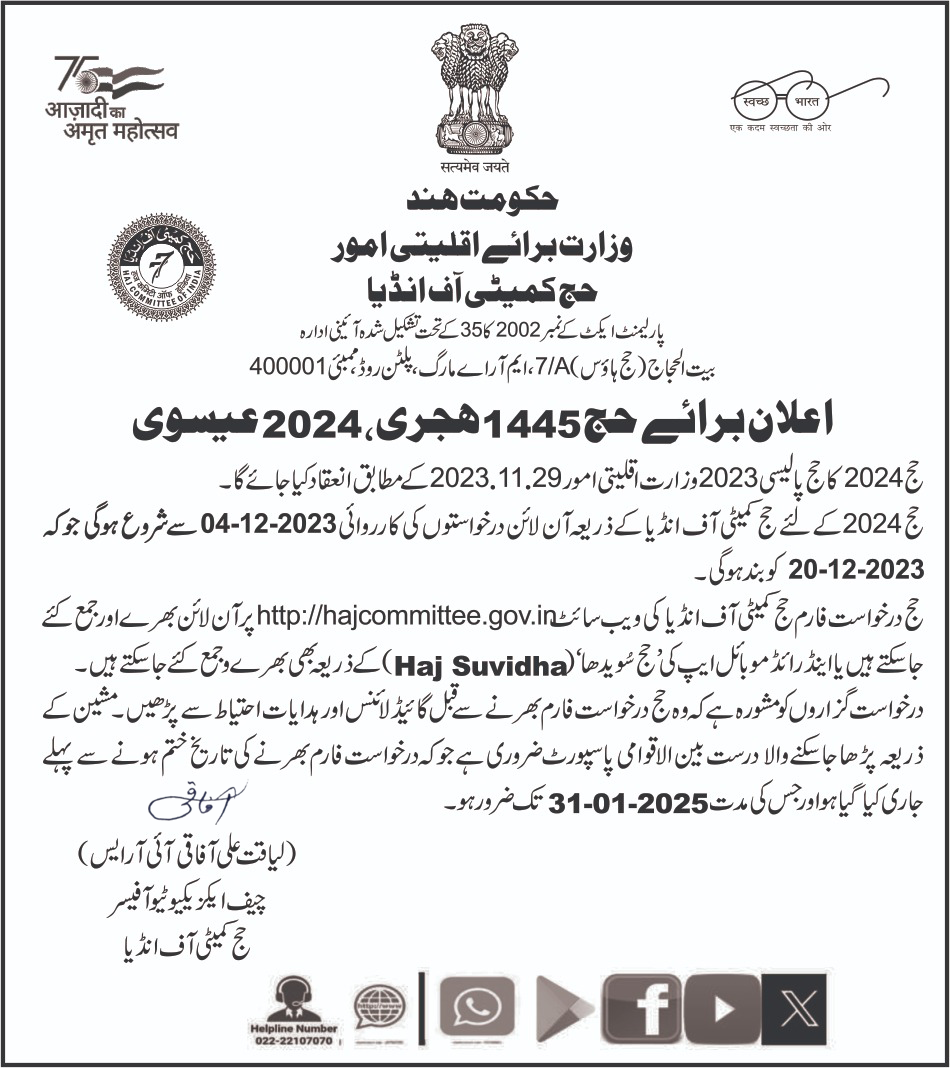 75
आज़ादी का
अमृत महोत्सव
सत्यमेव जयते
स्वच्छ भारत
एक कदम स्वच्छता की ओर
حکومت ھند
وزارت برائے اقلیتی امور
حج کمیٹی آف انڈیا
حج کمیٹی آف انڈیا
हज कमिटी ऑफ इंडिया
HAJ COMMITTEE OF INDIA
پارلیمنٹ ایکٹ کے نمبر 2002 کا 35 کے تحت تشکیل شدہ آئینی ادارہ
بیت الحجاج (حج ہاؤس) 7/A، ایم آر اے مارگ، پلٹن روڈ، ممبئی 400001
اعلان برائے حج 1445 ھجری، 2024 عیسوی
حج 2024 کا حج پالیسی 2023 وزارت اقلیتی امور 2023.11.29 کے مطابق انعقاد کیا جائے گا۔
حج 2024 کے لئے حج کمیٹی آف انڈیا کے ذریعہ آن لائن درخواستوں کی کارروائی 04-12-2023 سے شروع ہوگی جو کہ
20-12-2023 کو بند ہوگی۔
حج درخواست فارم حج کمیٹی آف انڈیا کی ویب سائٹ http://hajcommittee.gov.in پر آن لائن بھرے اور جمع کئے
جاسکتے ہیں یا اینڈرائڈ موبائل ایپ کی 'حج سُویدھا' (Haj Suvidha) کے ذریعہ بھی بھرے و جمع کئے جاسکتے ہیں۔
درخواست گزاروں کو مشورہ ہے کہ وہ حج درخواست فارم بھرنے سے قبل گائیڈ لائنس اور ہدایات احتیاط سے پڑھیں۔ مشین کے
ذریعہ پڑھا جاسکنے والا درست بین الاقوامی پاسپورٹ ضروری ہے جو کہ درخواست فارم بھرنے کی تاریخ ختم ہونے سے پہلے
جاری کیا گیا ہو اور جس کی مدت 31-01-2025 تک ضرور ہو۔
(لیاقت علی آفاقی آئی آر ایس)
چیف ایکزیکیوٹیو آفیسر
حج کمیٹی آف انڈیا
Helpline Number
022-22107070